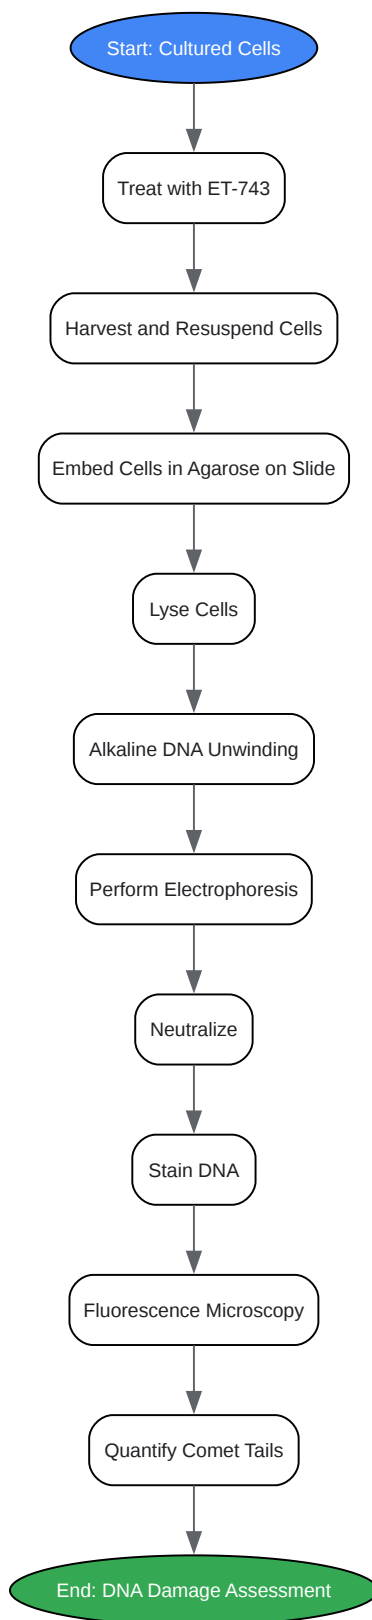 Start: Cultured Cells
Treat with ET-743
Harvest and Resuspend Cells
Embed Cells in Agarose on Slide
Lyse Cells
Alkaline DNA Unwinding
Perform Electrophoresis
Neutralize
Stain DNA
Fluorescence Microscopy
Quantify Comet Tails
End: DNA Damage Assessment